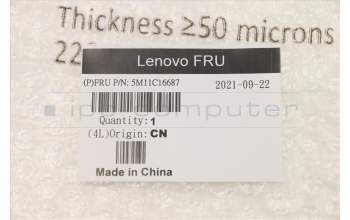 Thickness ≥50 microns
22
Lenovo FRU
(P)FRU P/N: 5M11C16687
2021-09-22
Quantity:1
(4L)Origin:CN
Made in China